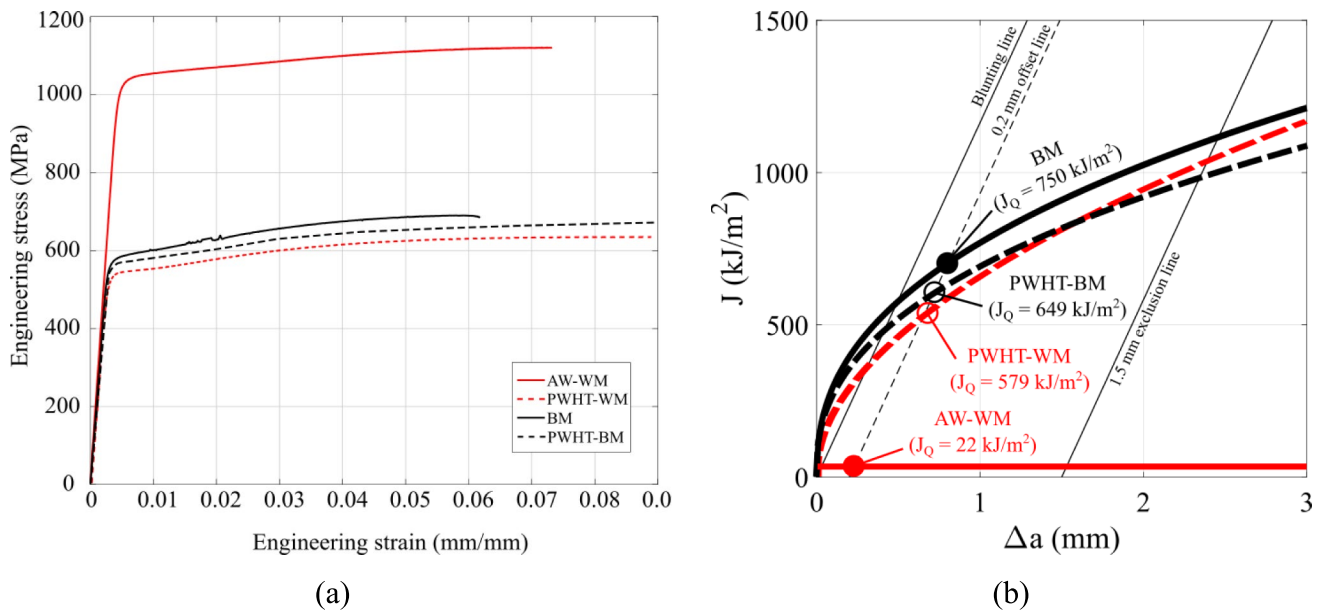 1200
1000
800
600
400
200
0
Engineering stress (MPa)
AW-WM
PWHT-WM
BM
PWHT-BM
0 0.01 0.02 0.03 0.04 0.05 0.06 0.07 0.08 0.0
Engineering strain (mm/mm)
(a)
1500
1000
500
0
J (kJ/m²)
Blunting line
0.2 mm offset line
BM
(J_Q = 750 kJ/m²)
PWHT-BM
(J_Q = 649 kJ/m²)
PWHT-WM
(J_Q = 579 kJ/m²)
1.5 mm exclusion line
AW-WM
(J_Q = 22 kJ/m²)
0 1 2 3
Δa (mm)
(b)